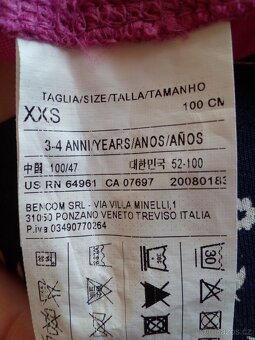 TAGLIA/SIZE/TALLA/TAMANHO
XXS 100 CM
3-4 ANNI/YEARS/ANOS/AÑOS
中國 100/47 대한민국 52-100
US RN 64961 CA 07697 20080183
BENCOM SRL - VIA VILLA MINELLI,1
31050 PONZANO VENETO TREVISO ITALIA
P.iva 03490770264
30